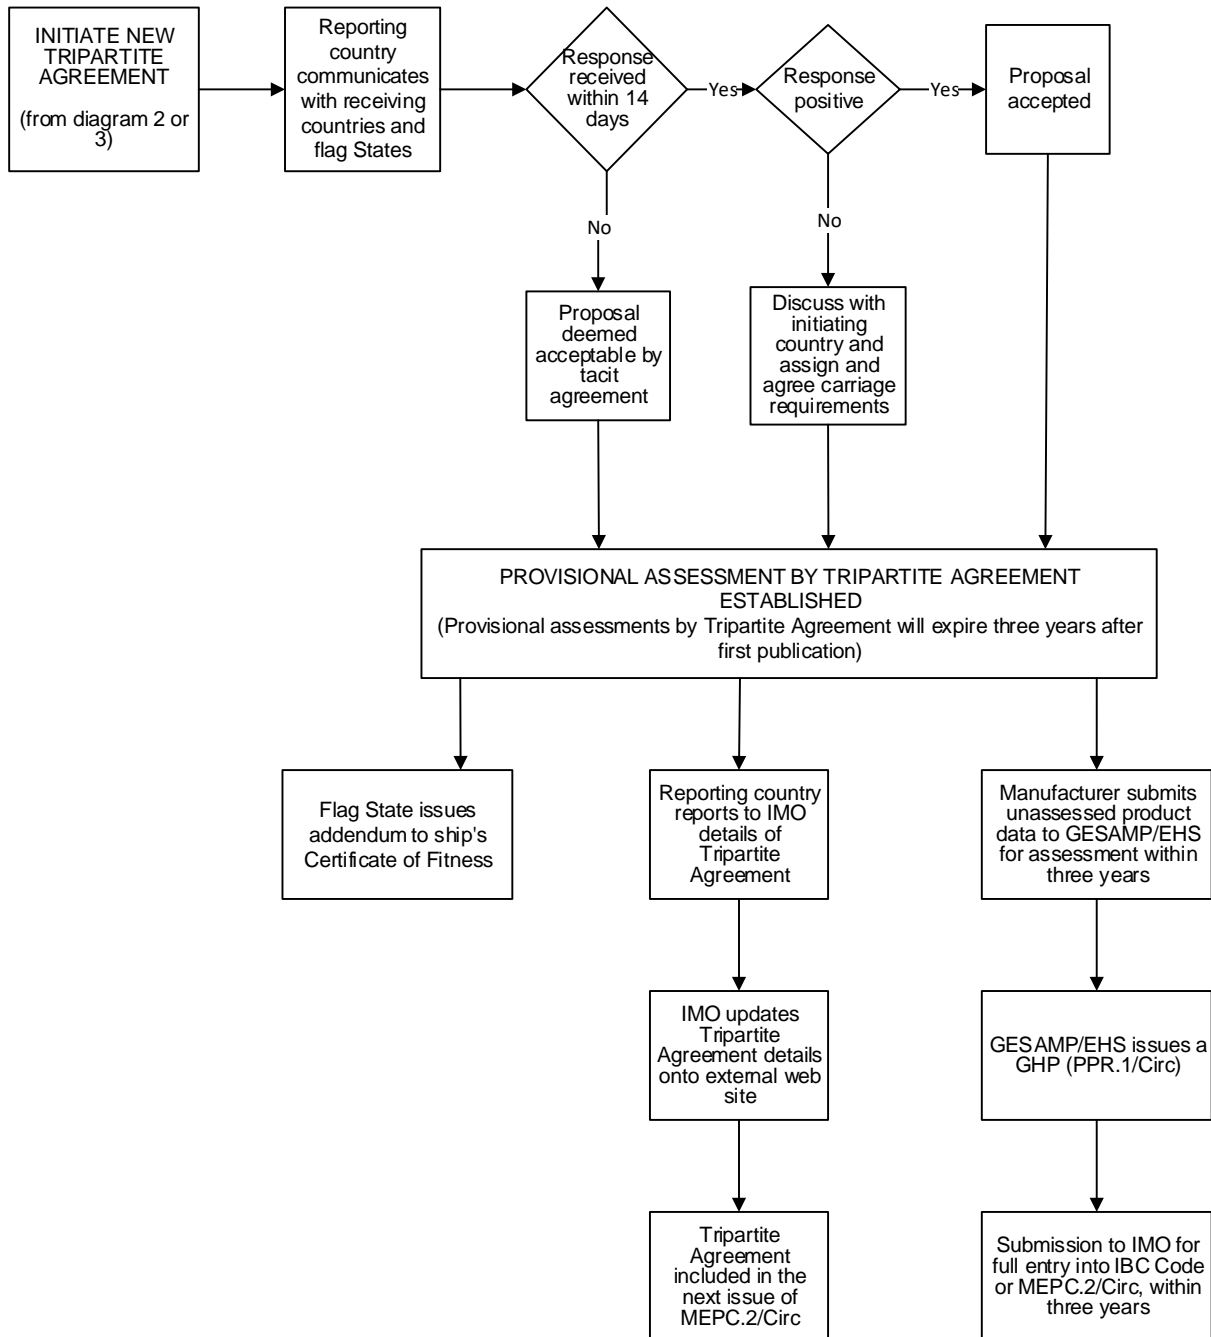 INITIATE NEW
TRIPARTITE
AGREEMENT
(from diagram 2 or
3)
Reporting
country
communicates
with receiving
countries and
flag States
Response
received
within 14
days
Yes
Response
positive
Yes
Proposal
accepted
No
No
Proposal
deemed
acceptable by
tacit
agreement
Discuss with
initiating
country and
assign and
agree carriage
requirements
PROVISIONAL ASSESSMENT BY TRIPARTITE AGREEMENT
ESTABLISHED
(Provisional assessments by Tripartite Agreement will expire three years after
first publication)
Flag State issues
addendum to ship's
Certificate of Fitness
Reporting country
reports to IMO
details of
Tripartite
Agreement
Manufacturer submits
unassessed product
data to GESAMP/EHS
for assessment within
three years
IMO updates
Tripartite
Agreement details
onto external web
site
GESAMP/EHS issues a
GHP (PPR.1/Circ)
Tripartite
Agreement
included in the
next issue of
MEPC.2/Circ
Submission to IMO for
full entry into IBC Code
or MEPC.2/Circ, within
three years